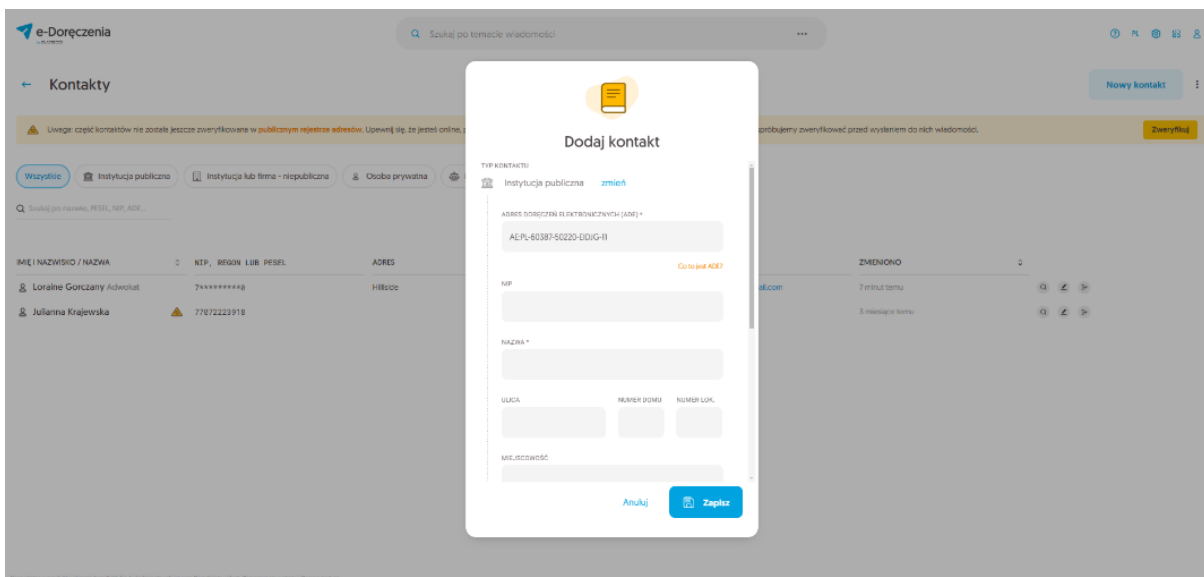 e-Doręczenia
Szukaj po temacie wiadomości
PL
← Kontakty
Nowy kontakt
Uwaga: część kontaktów nie została jeszcze zweryfikowana w publicznym rejestrze adresów. Upewnij się, że jesteś online,
spróbujemy zweryfikować przed wysłaniem do nich wiadomości.
Zweryfikuj
Wszystkie
Instytucja publiczna
Instytucja lub firma - niepubliczna
Osoba prywatna
Szukaj po nazwie, PESEL, NIP, ADE...
IMIĘ I NAZWISKO / NAZWA
NIP, REGON LUB PESEL
ADRES
ZMIENIONO
Loraine Gorczany Adwokat
7*********8
Hillside
ail.com
7 minut temu
Julianna Krajewska
77072223918
3 miesiące temu
Dodaj kontakt
TYP KONTAKTU
Instytucja publiczna zmień
ADRES DORĘCZEŃ ELEKTRONICZNYCH (ADE) *
AE:PL-60387-50220-DDJG-11
Co to jest ADE?
NIP
NAZWA *
ULICA
NUMER DOMU
NUMER LOK.
MIEJSCOWOŚĆ
Anuluj
Zapisz